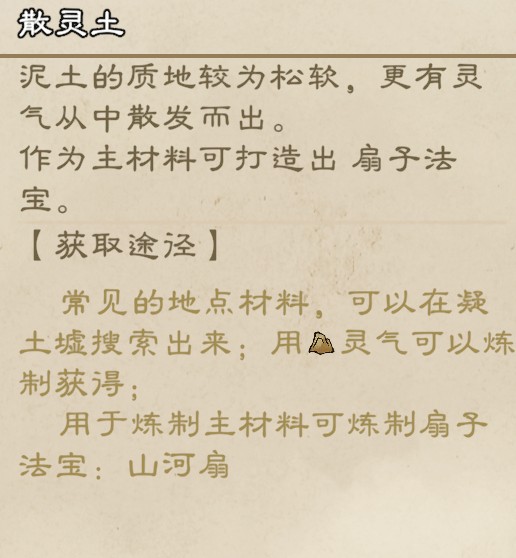 散灵土
泥土的质地较为松软，更有灵
气从中散发而出。
作为主材料可打造出 扇子法
宝。
【获取途径】
常见的地点材料，可以在凝
土墟搜索出来；用灵气可以炼
制获得；
用于炼制主材料可炼制扇子
法宝：山河扇